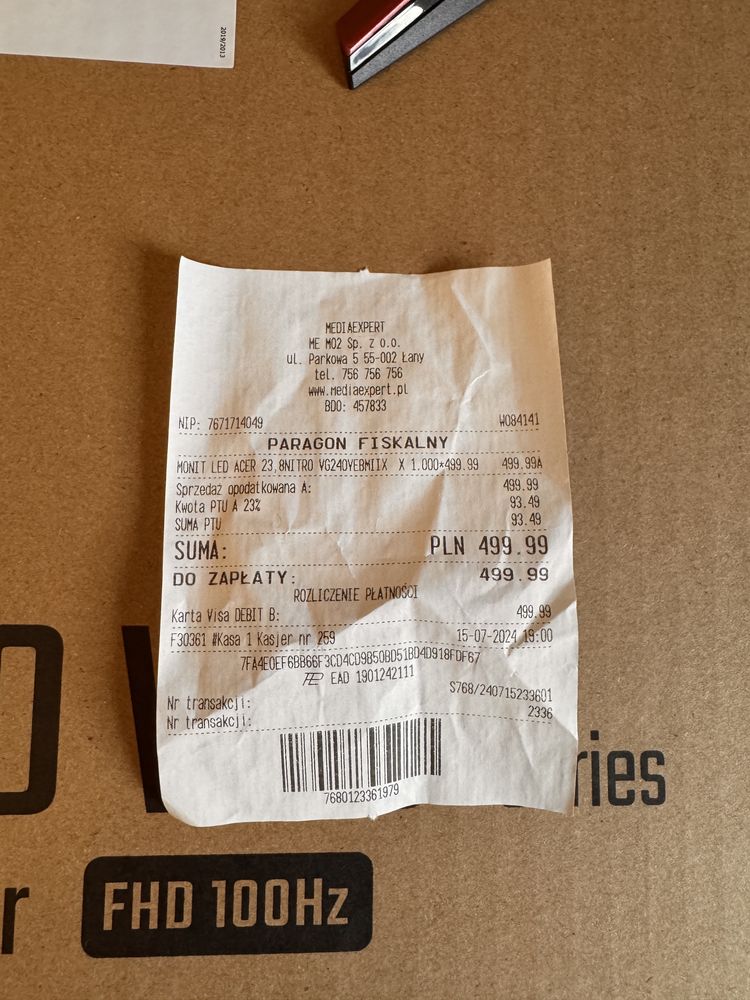 2019/2013
MEDIAEXPERT
ME M02 Sp. z o.o.
ul. Parkowa 5 55-002 Łany
tel. 756 756 756
www.mediaexpert.pl
BDO: 457833
NIP: 7671714049 W084141
PARAGON FISKALNY
MONIT LED ACER 23,8NITRO VG240YEBMIIX X 1.000*499.99 499.99A
Sprzedaż opodatkowana A: 499.99
Kwota PTU A 23% 93.49
SUMA PTU 93.49
SUMA: PLN 499.99
DO ZAPŁATY: 499.99
ROZLICZENIE PŁATNOŚCI
Karta Visa DEBIT B: 499.99
F30361 #Kasa 1 Kasjer nr 259 15-07-2024 19:00
7FA4E0EF6BB66F3CD4CD9B50BD51BD4D918FDF67
EAD 1901242111
Nr transakcji: S768/240715233601
Nr transakcji: 2336
7680123361979
ries
r
FHD 100Hz